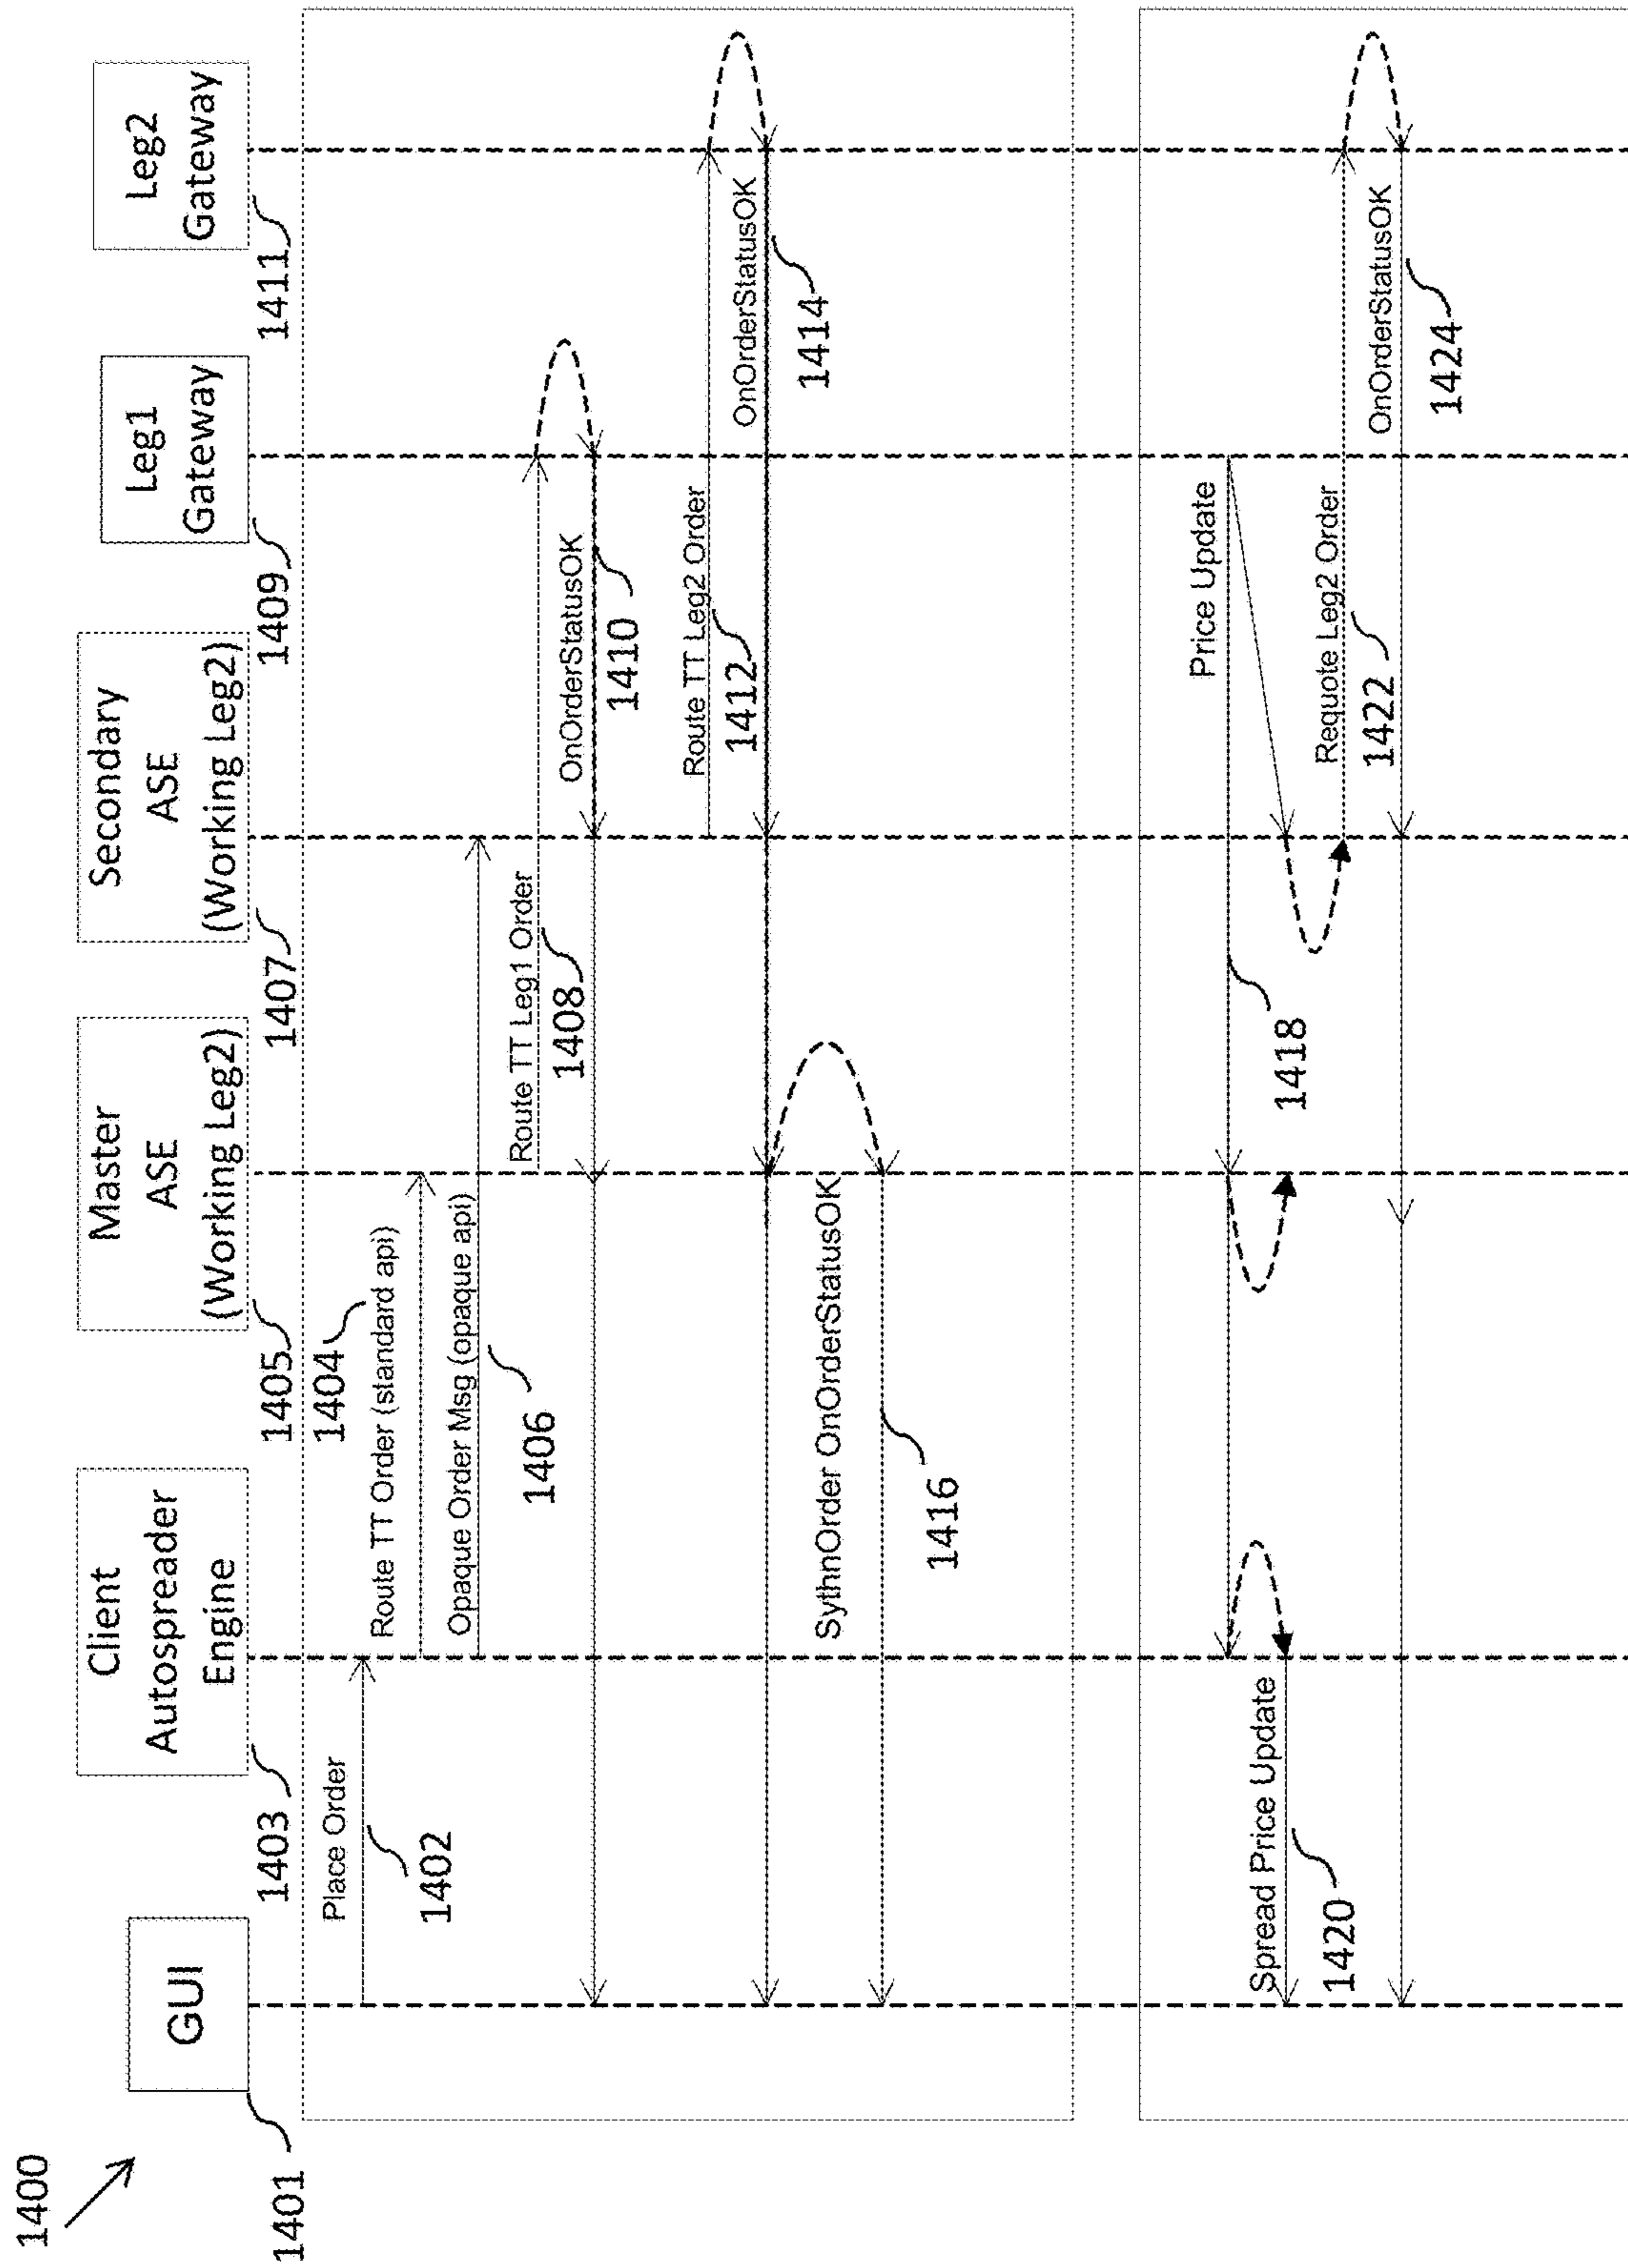 1400
GUI
1401
Client
Autospreader
Engine
1403
Master
ASE
(Working Leg2)
1405
Secondary
ASE
(Working Leg2)
1407
Leg1
Gateway
1409
Leg2
Gateway
1411
Place Order
1402
1404
Route TT Order (standard api)
Opaque Order Msg (opaque api)
1406
Route TT Leg1 Order
1408
OnOrderStatusOK
1410
Route TT Leg2 Order
1412
OnOrderStatusOK
1414
SythnOrder OnOrderStatusOK
1416
Price Update
1418
Spread Price Update
1420
Requote Leg2 Order
1422
OnOrderStatusOK
1424